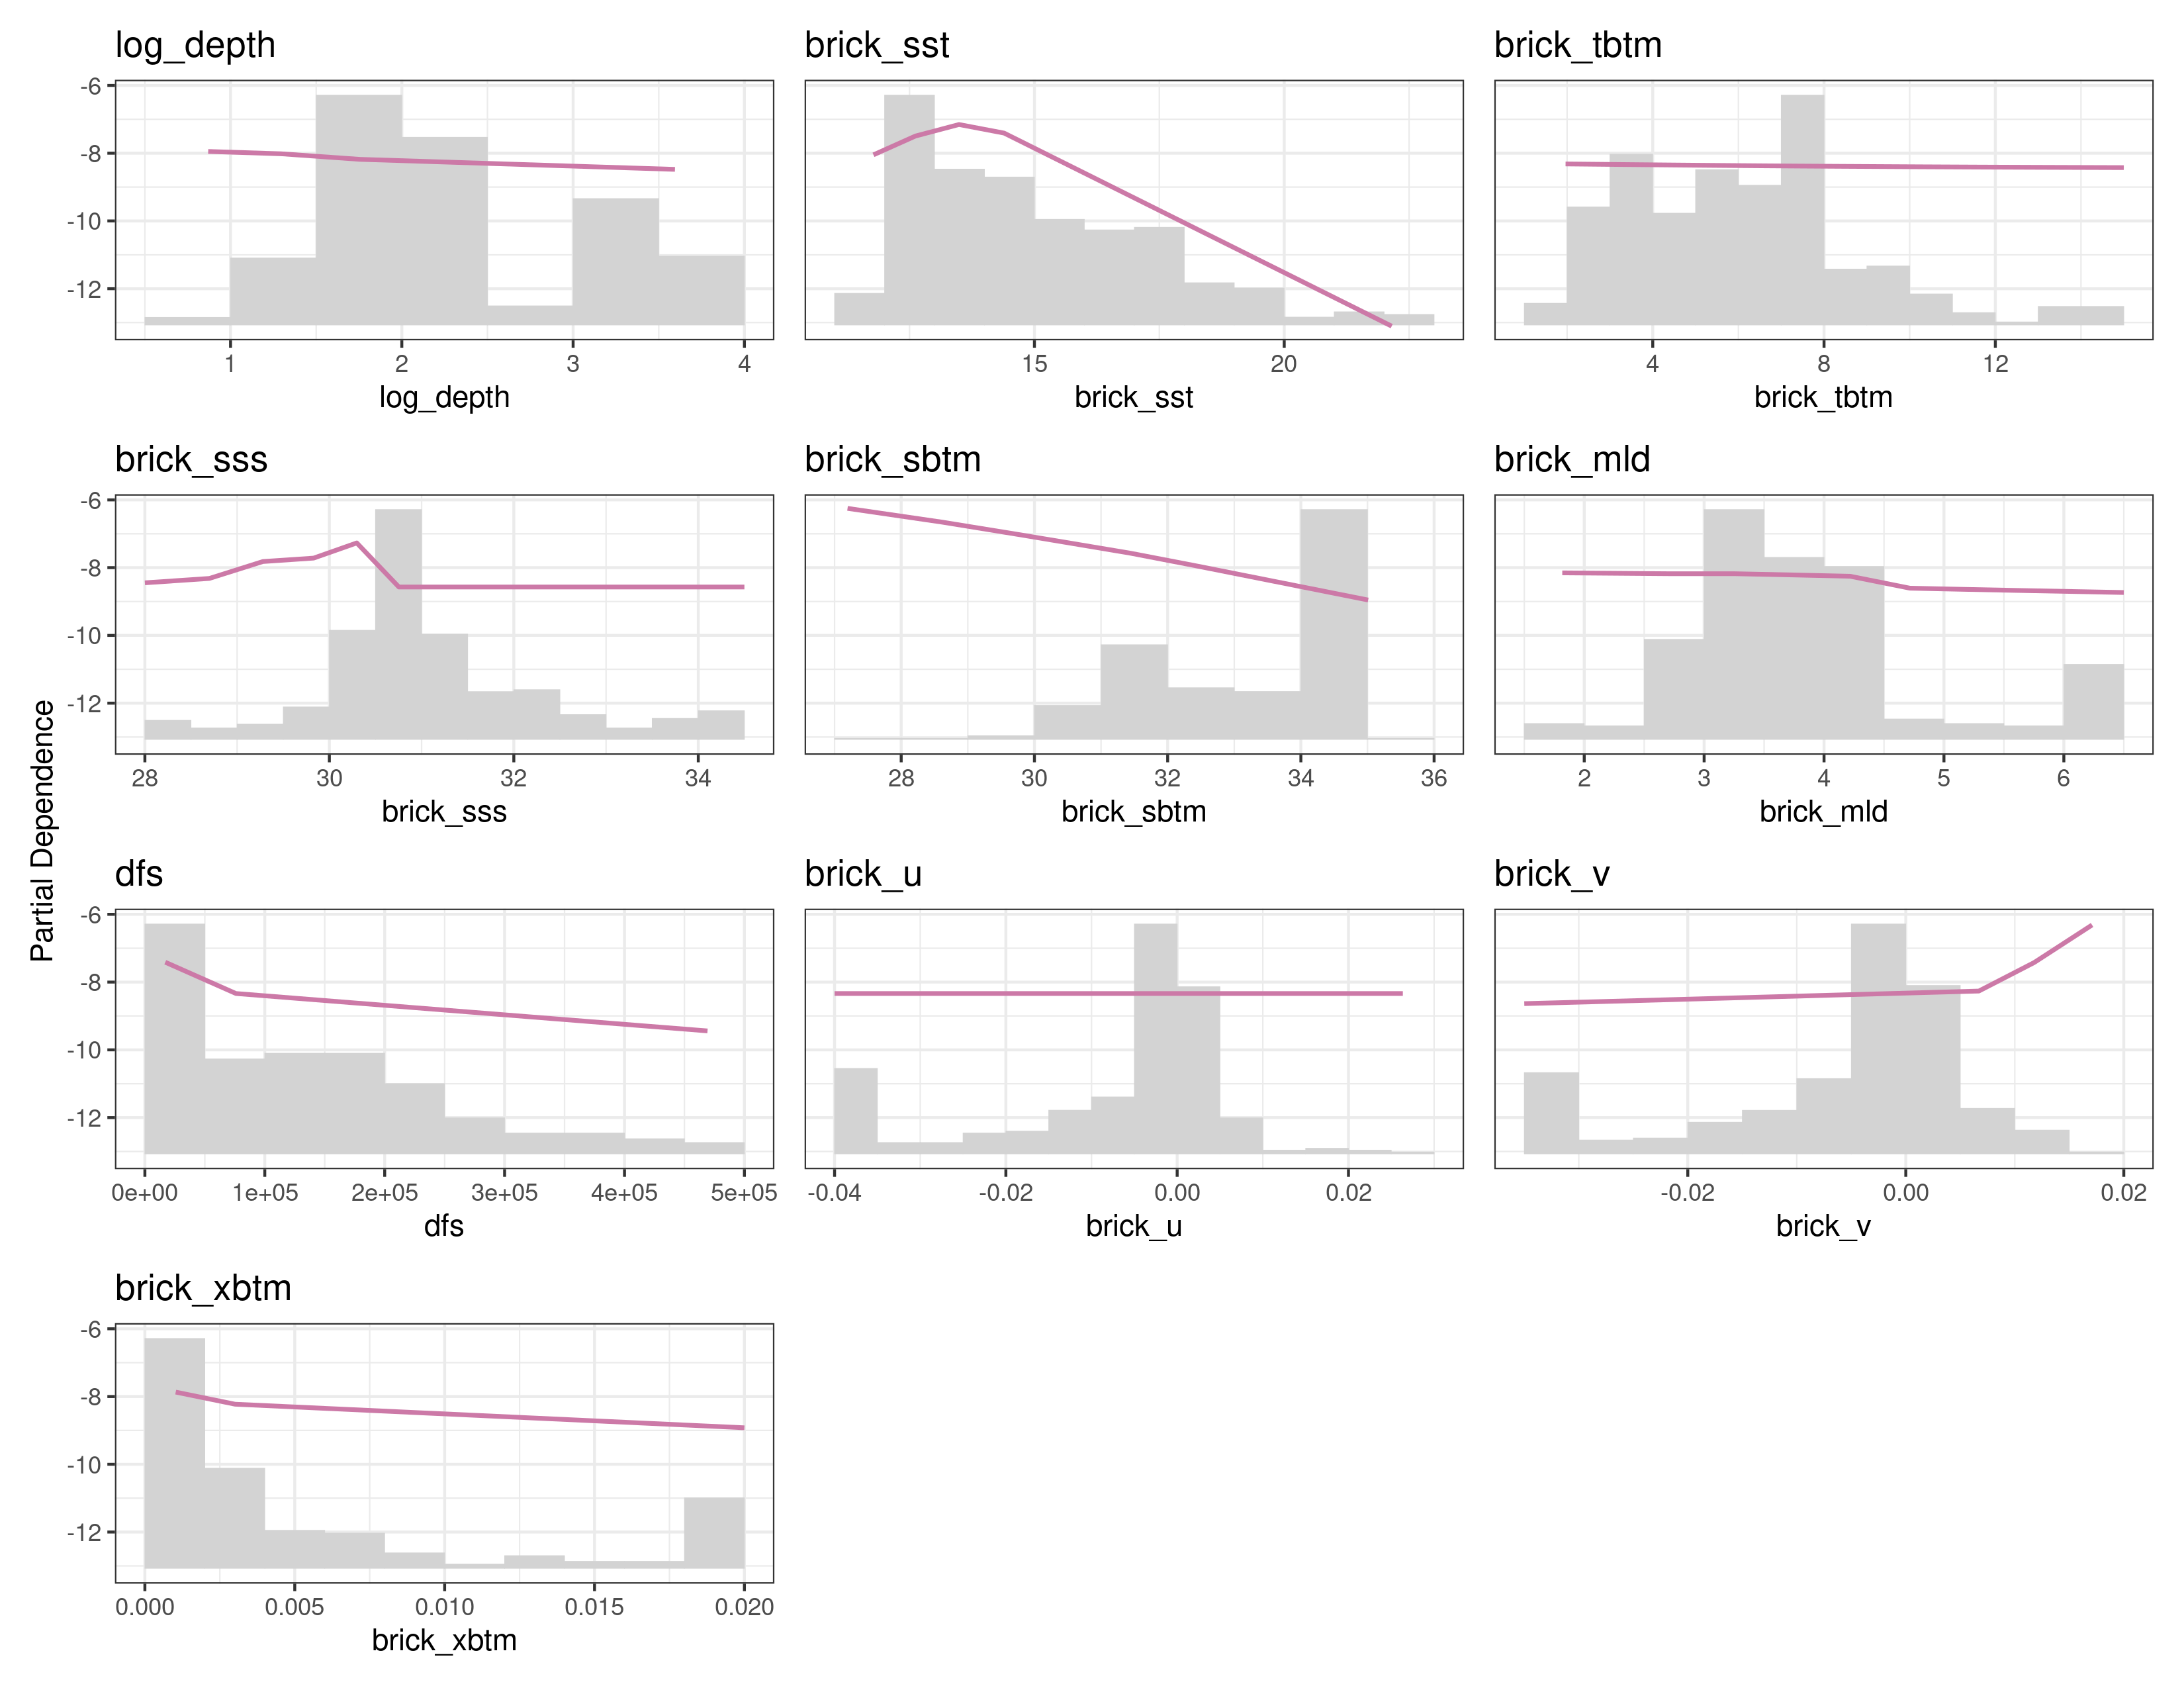 log_depth
brick_sst
brick_tbtm
-6
-8
-10
-12
1 2 3 4
15 20
4 8 12
log_depth
brick_sst
brick_tbtm
brick_sss
brick_sbtm
brick_mld
-6
-8
-10
-12
28 30 32 34
28 30 32 34 36
2 3 4 5 6
brick_sss
brick_sbtm
brick_mld
Partial Dependence
dfs
brick_u
brick_v
-6
-8
-10
-12
0e+00 1e+05 2e+05 3e+05 4e+05 5e+05
-0.04 -0.02 0.00 0.02
-0.02 0.00 0.02
dfs
brick_u
brick_v
brick_xbtm
-6
-8
-10
-12
0.000 0.005 0.010 0.015 0.020
brick_xbtm